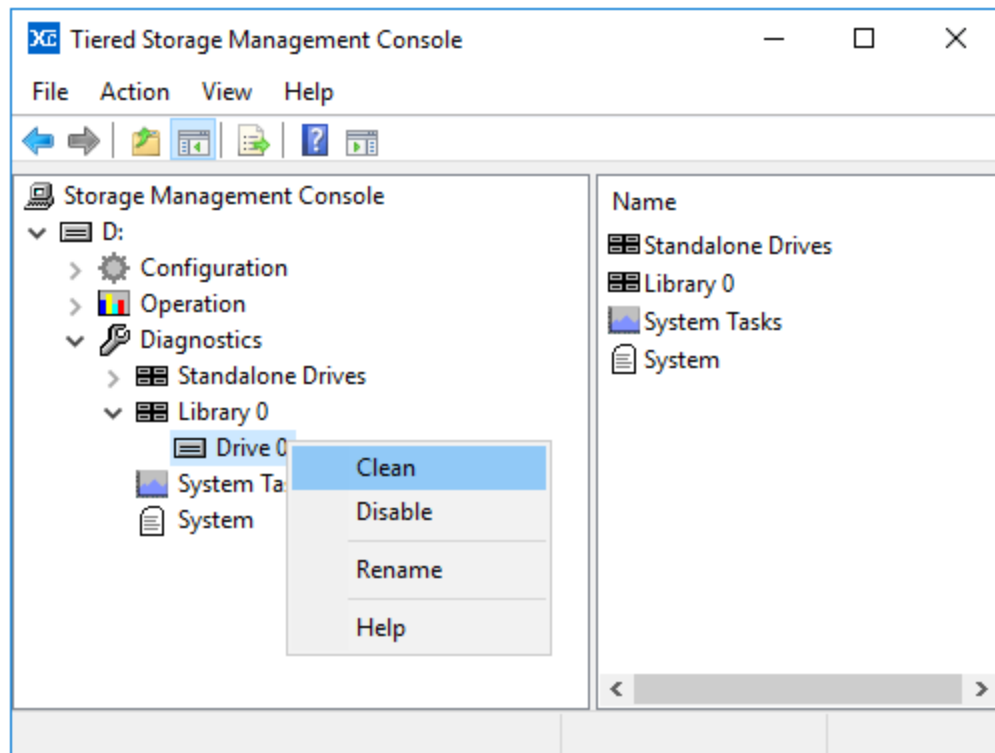 Tiered Storage Management Console
File Action View Help
Storage Management Console
D:
Configuration
Operation
Diagnostics
Standalone Drives
Library 0
Drive 0
System Ta
System
Clean
Disable
Rename
Help
Name
Standalone Drives
Library 0
System Tasks
System